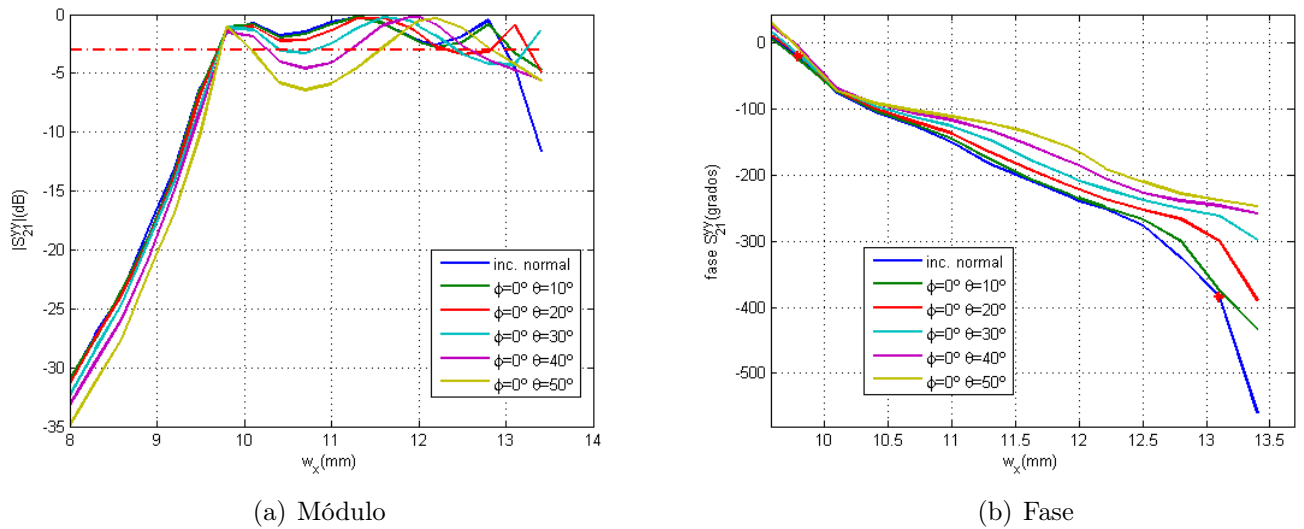 0
-5
-10
-15
-20
-25
-30
-35
8
9
10
11
12
13
14
|S21^yy|(dB)
w_x(mm)
inc. normal
ϕ=0º θ=10º
ϕ=0º θ=20º
ϕ=0º θ=30º
ϕ=0º θ=40º
ϕ=0º θ=50º
(a) Módulo
0
-100
-200
-300
-400
-500
10
10.5
11
11.5
12
12.5
13
13.5
fase S21^yy(grados)
w_x(mm)
inc. normal
ϕ=0º θ=10º
ϕ=0º θ=20º
ϕ=0º θ=30º
ϕ=0º θ=40º
ϕ=0º θ=50º
(b) Fase